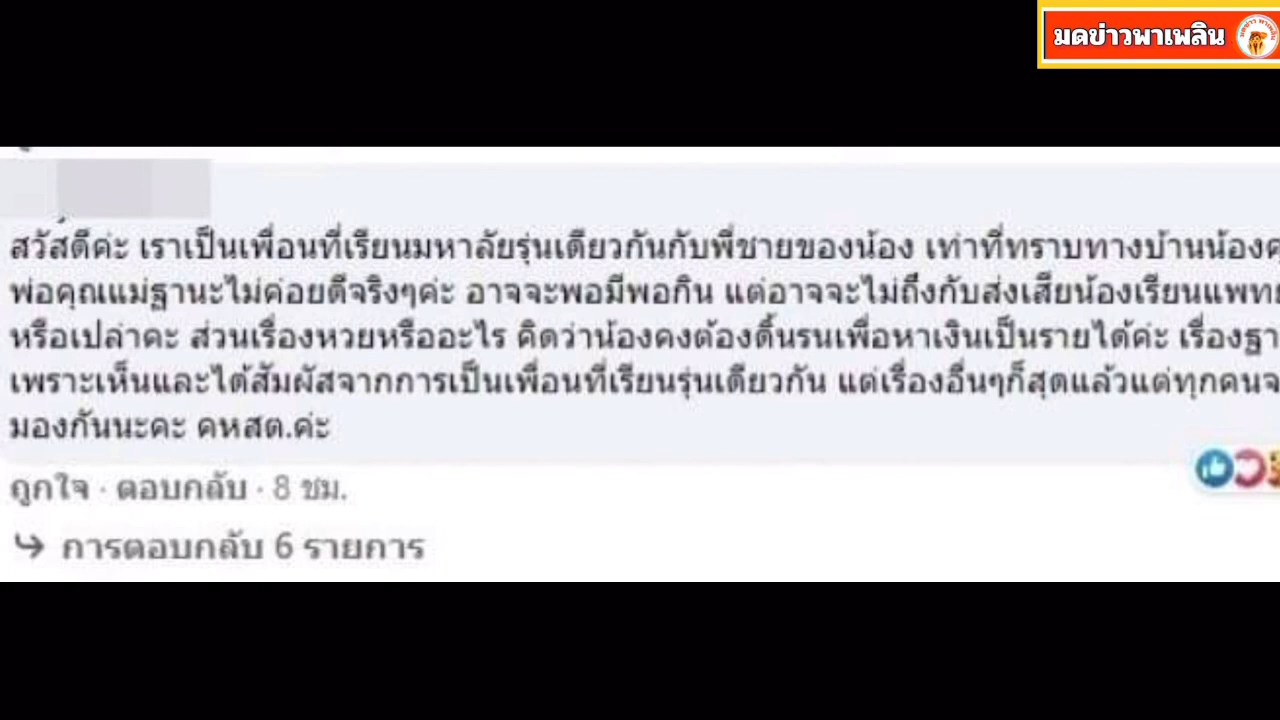 มดข่าวพาเพลิน
สวัสดีค่ะ เราเป็นเพื่อนที่เรียนมหาลัยรุ่นเดียวกันกับพี่ชายของน้อง เท่าที่ทราบทางบ้านน้อง
พ่อคุณแม่ฐานะไม่ค่อยดีจริงๆค่ะ อาจจะพอมีพอกิน แต่อาจจะไม่ถึงกับส่งเสียน้องเรียน
หรือเปล่าคะ ส่วนเรื่องหวยหรืออะไร คิดว่าน้องคงต้องดิ้นรนเพื่อหาเงินเป็นรายได้ค่ะ เรื่อง
เพราะเห็นและได้สัมผัสจากการเป็นเพื่อนที่เรียนรุ่นเดียวกัน แต่เรื่องอื่นๆก็สุดแล้วแต่ทุกคน
มองกันนะคะ คหสต.ค่ะ
ถูกใจ · ตอบกลับ · 8 ชม.
การตอบกลับ 6 รายการ